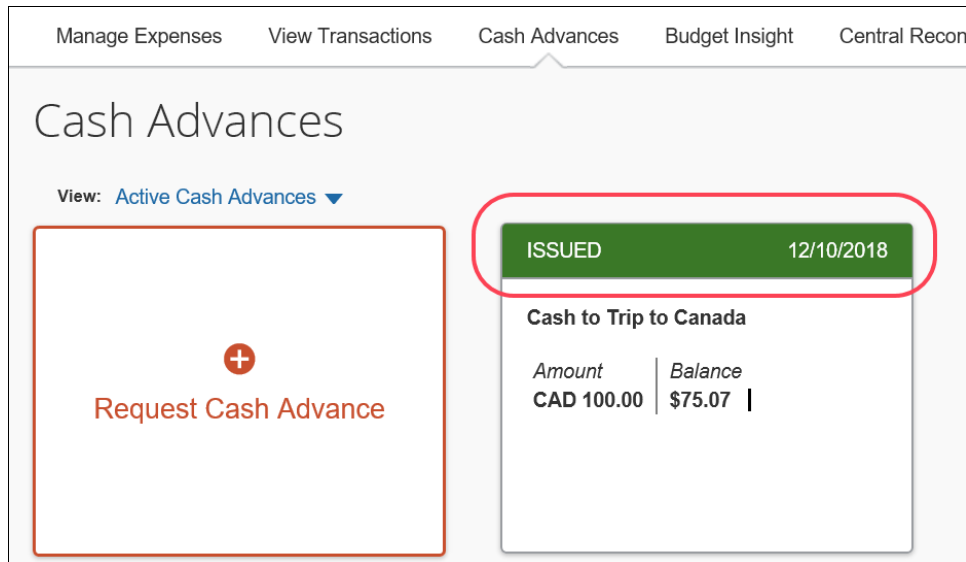 Manage Expenses View Transactions Cash Advances Budget Insight Central Recon
Cash Advances
View: Active Cash Advances
Request Cash Advance
ISSUED 12/10/2018
Cash to Trip to Canada
Amount Balance
CAD 100.00 $75.07